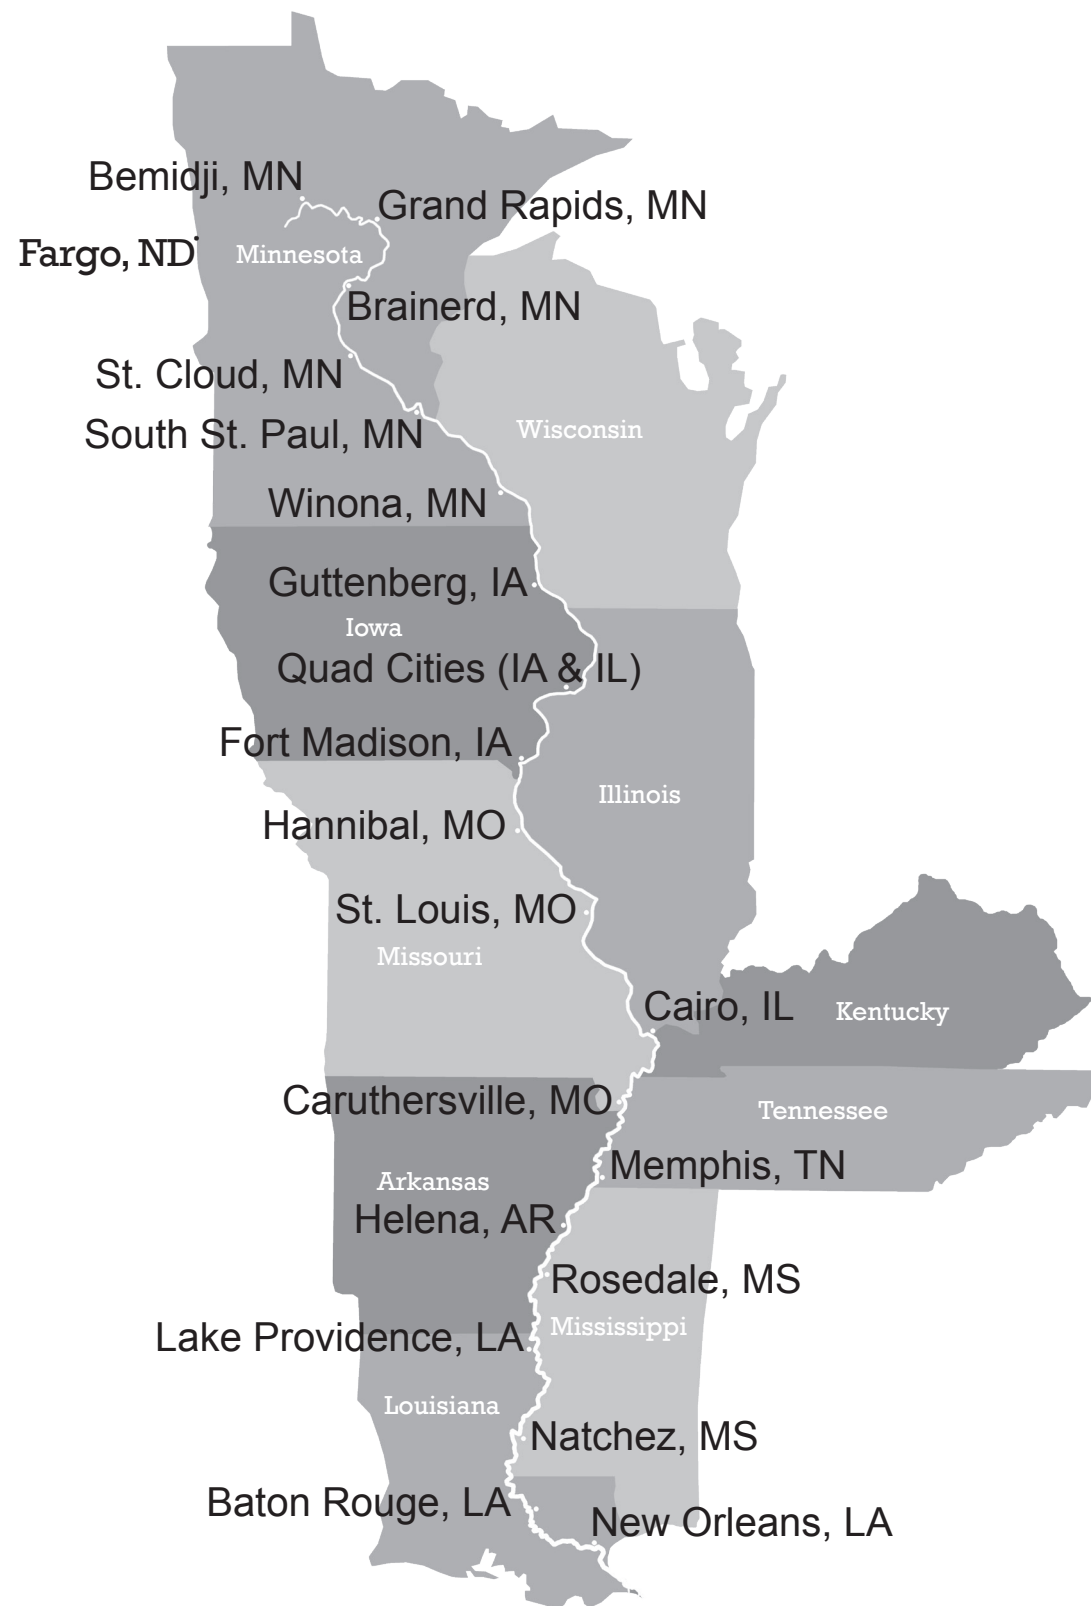 Bemidji, MN
Grand Rapids, MN
Fargo, ND
Minnesota
Brainerd, MN
St. Cloud, MN
South St. Paul, MN
Wisconsin
Winona, MN
Guttenberg, IA
Iowa
Quad Cities (IA & IL)
Fort Madison, IA
Illinois
Hannibal, MO
St. Louis, MO
Missouri
Cairo, IL
Kentucky
Caruthersville, MO
Tennessee
Memphis, TN
Arkansas
Helena, AR
Rosedale, MS
Mississippi
Lake Providence, LA
Louisiana
Natchez, MS
Baton Rouge, LA
New Orleans, LA